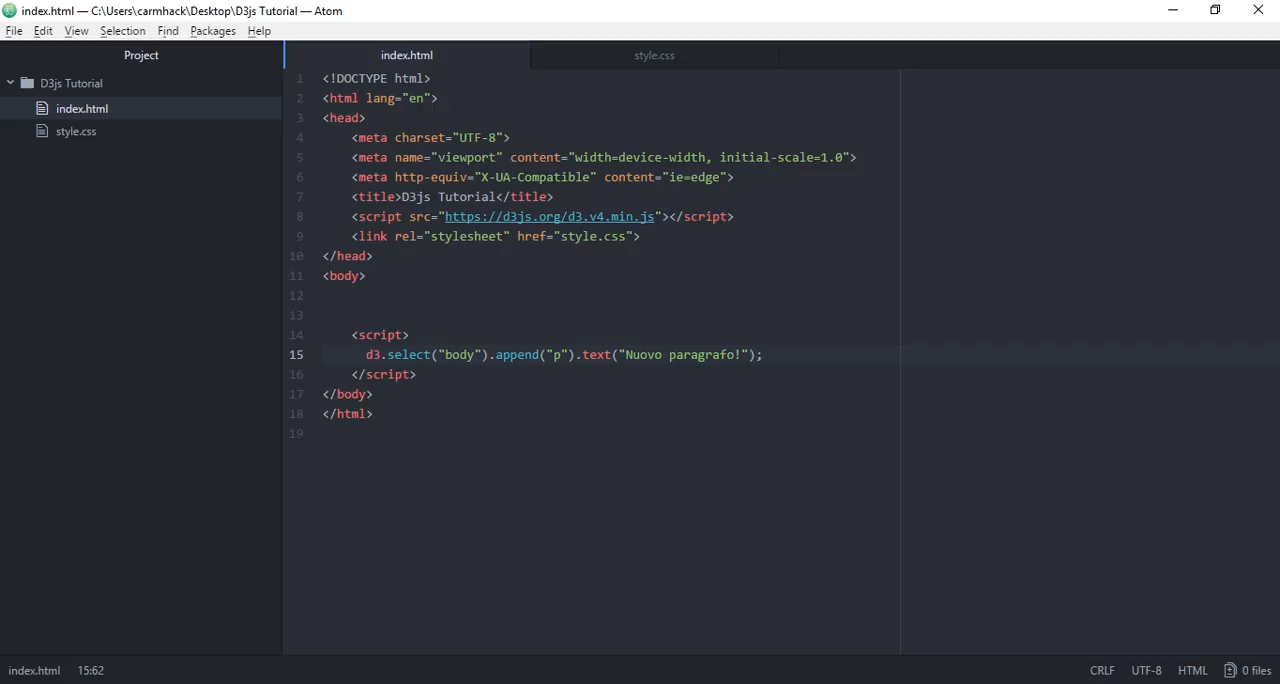 index.html — C:\Users\carmhack\Desktop\D3js Tutorial — Atom
File Edit View Selection Find Packages Help
Project
D3js Tutorial
index.html
style.css
index.html style.css
1 <!DOCTYPE html>
2 <html lang="en">
3 <head>
4     <meta charset="UTF-8">
5     <meta name="viewport" content="width=device-width, initial-scale=1.0">
6     <meta http-equiv="X-UA-Compatible" content="ie=edge">
7     <title>D3js Tutorial</title>
8     <script src="https://d3js.org/d3.v4.min.js"></script>
9     <link rel="stylesheet" href="style.css">
10 </head>
11 <body>
12
13
14     <script>
15       d3.select("body").append("p").text("Nuovo paragrafo!");
16     </script>
17 </body>
18 </html>
19
index.html 15:62 CRLF UTF-8 HTML 0 files